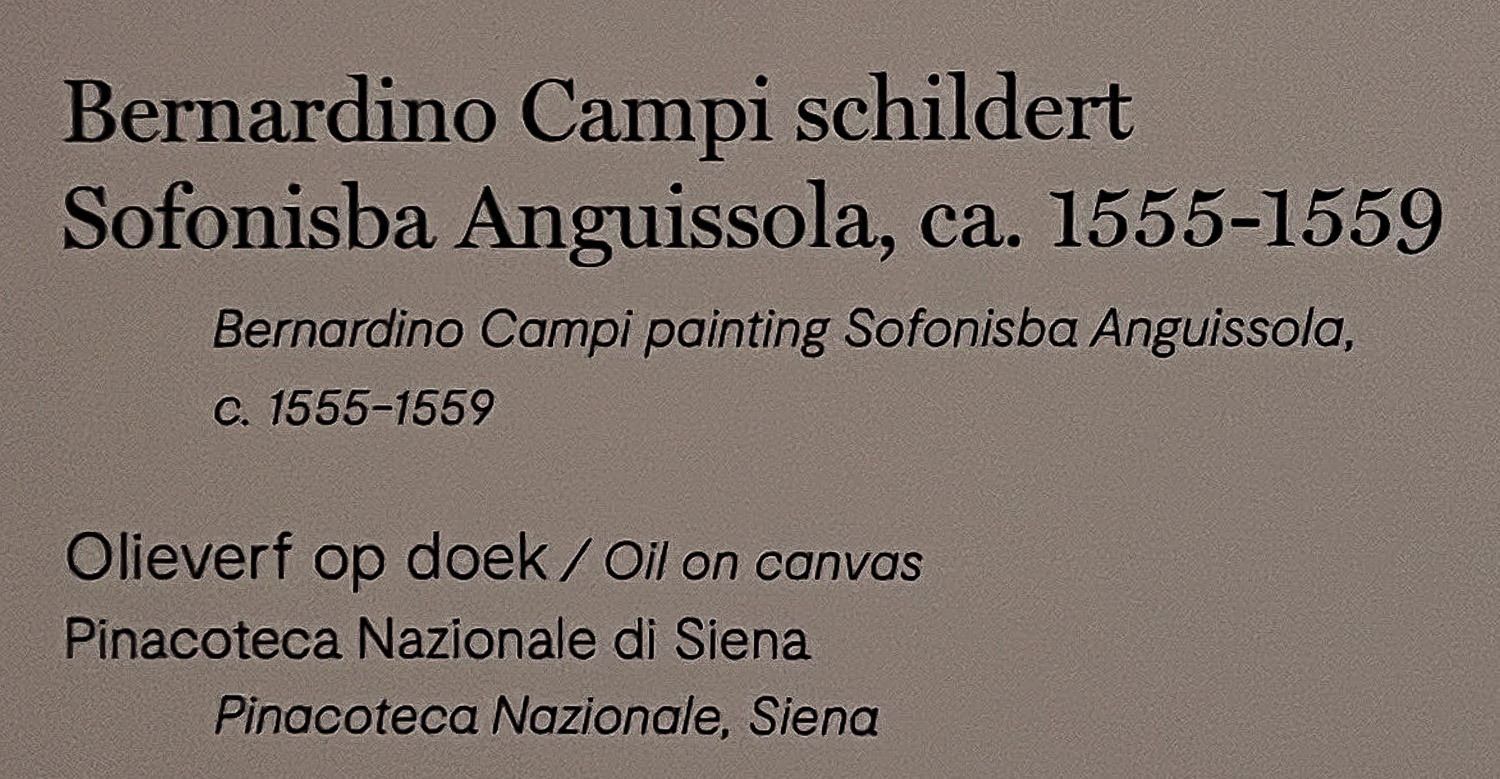 Bernardino Campi schildert
Sofonisba Anguissola, ca. 1555-1559
Bernardino Campi painting Sofonisba Anguissola,
c. 1555-1559
Olieverf op doek / Oil on canvas
Pinacoteca Nazionale di Siena
Pinacoteca Nazionale, Siena